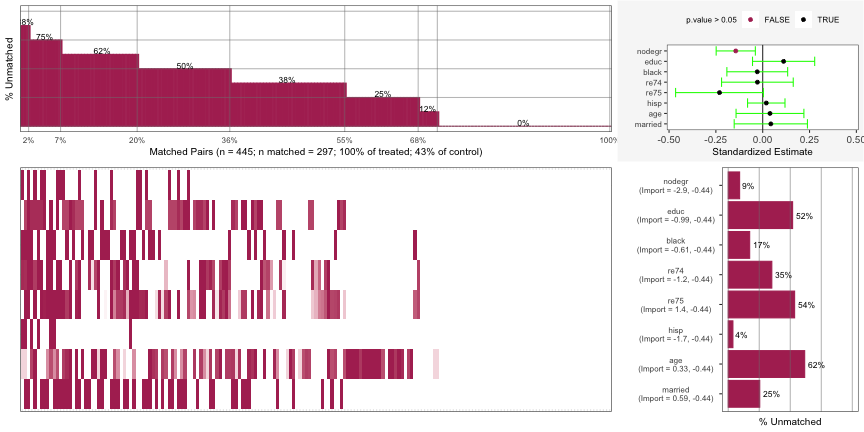 % Unmatched
8%
75%
62%
50%
38%
25%
12%
0%
2%
7%
20%
36%
55%
68%
100%
Matched Pairs (n = 445; n matched = 297; 100% of treated; 43% of control)
p.value > 0.05
FALSE
TRUE
nodegr
educ
black
re74
re75
hisp
age
married
-0.50
-0.25
0.00
0.25
0.50
Standardized Estimate
nodegr
(Import = -2.9, -0.44)
9%
educ
(Import = -0.99, -0.44)
52%
black
(Import = -0.61, -0.44)
17%
re74
(Import = -1.2, -0.44)
35%
re75
(Import = 1.4, -0.44)
54%
hisp
(Import = -1.7, -0.44)
4%
age
(Import = 0.33, -0.44)
62%
married
(Import = 0.59, -0.44)
25%
% Unmatched